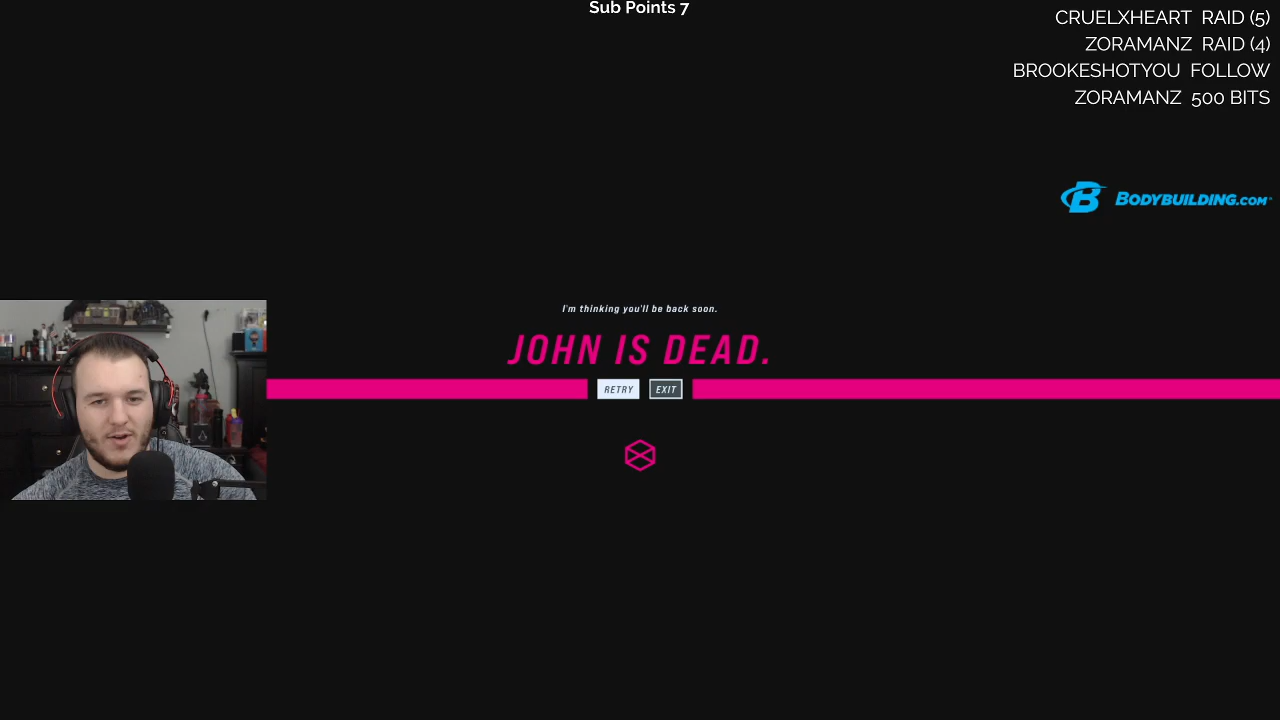 Sub Points 7
CRUELXHEART RAID (5)
ZORAMANZ RAID (4)
BROOKESHOTYOU FOLLOW
ZORAMANZ 500 BITS
BODYBUILDING.COM
I'm thinking you'll be back soon.
JOHN IS DEAD.
RETRY EXIT